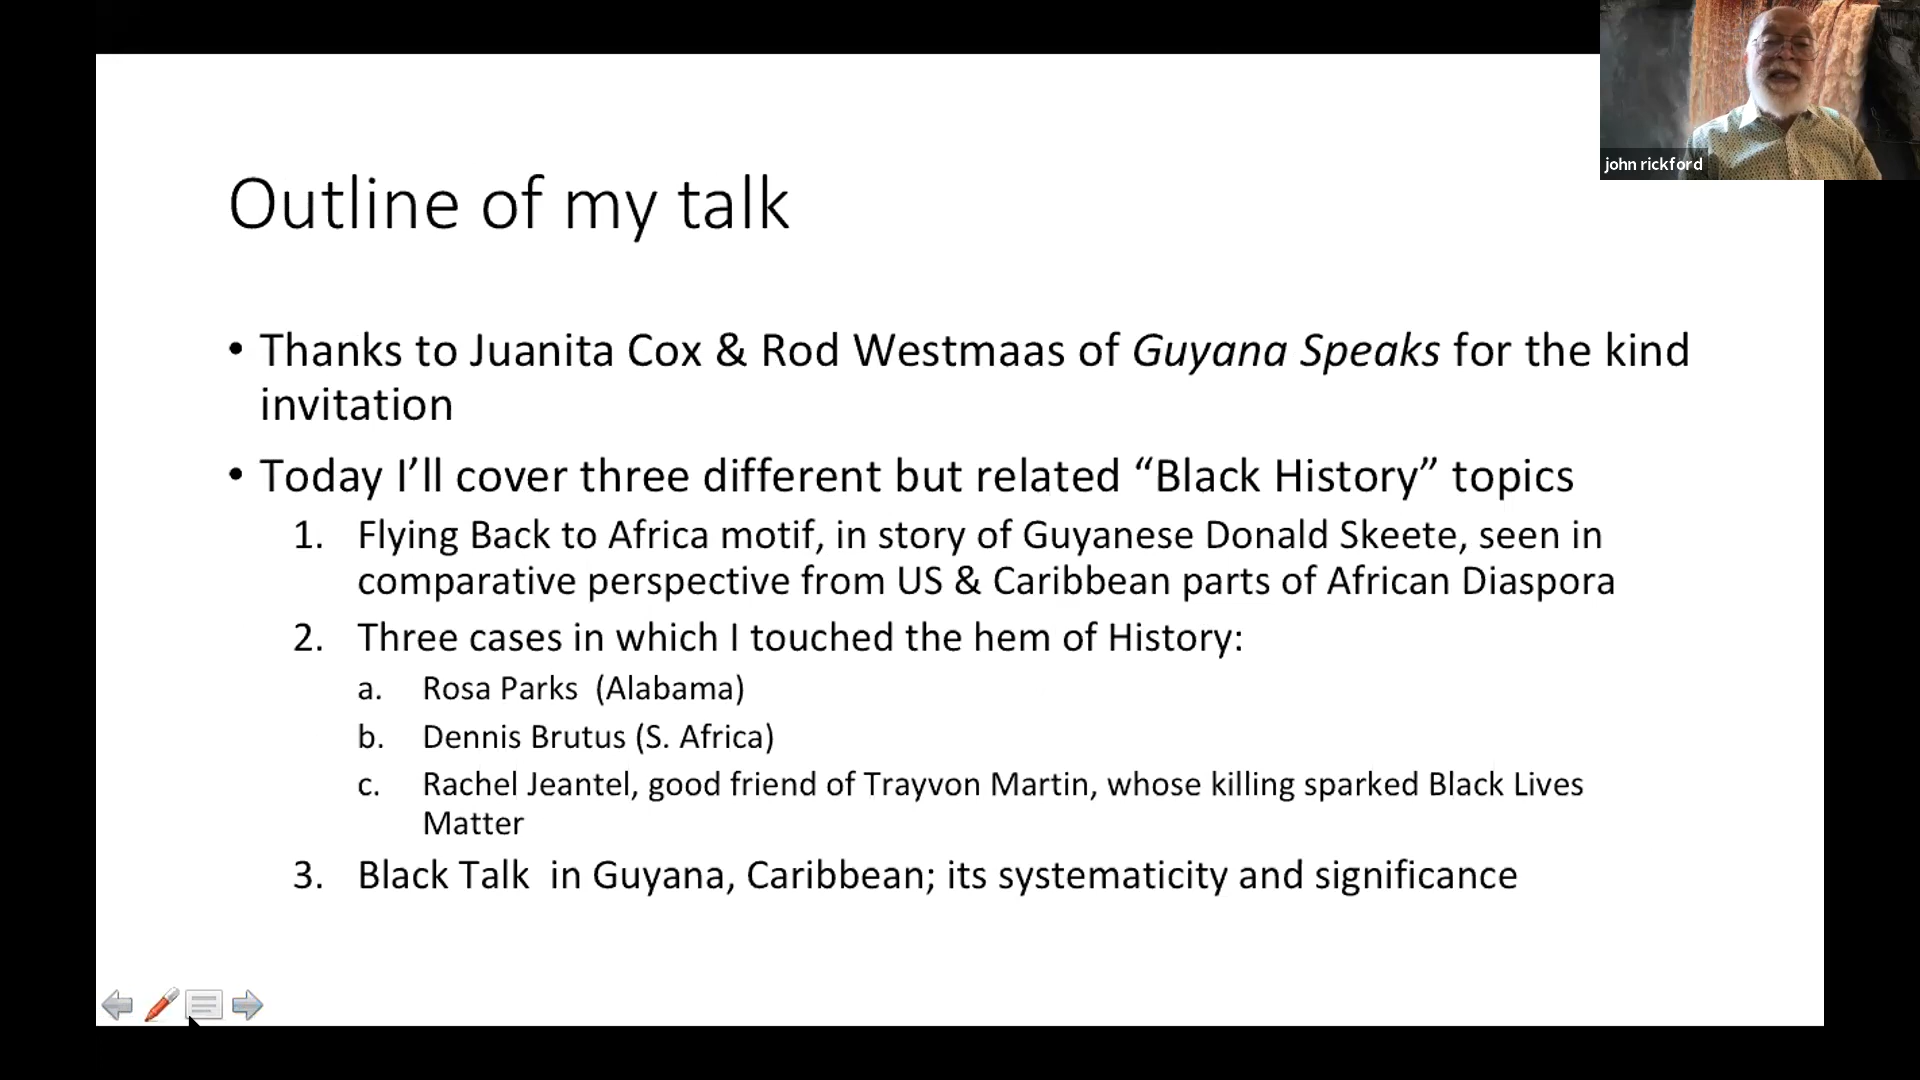 john rickford
Outline of my talk
• Thanks to Juanita Cox & Rod Westmaas of Guyana Speaks for the kind
invitation
• Today I’ll cover three different but related “Black History” topics
1. Flying Back to Africa motif, in story of Guyanese Donald Skeete, seen in
comparative perspective from US & Caribbean parts of African Diaspora
2. Three cases in which I touched the hem of History:
a. Rosa Parks (Alabama)
b. Dennis Brutus (S. Africa)
c. Rachel Jeantel, good friend of Trayvon Martin, whose killing sparked Black Lives
Matter
3. Black Talk in Guyana, Caribbean; its systematicity and significance